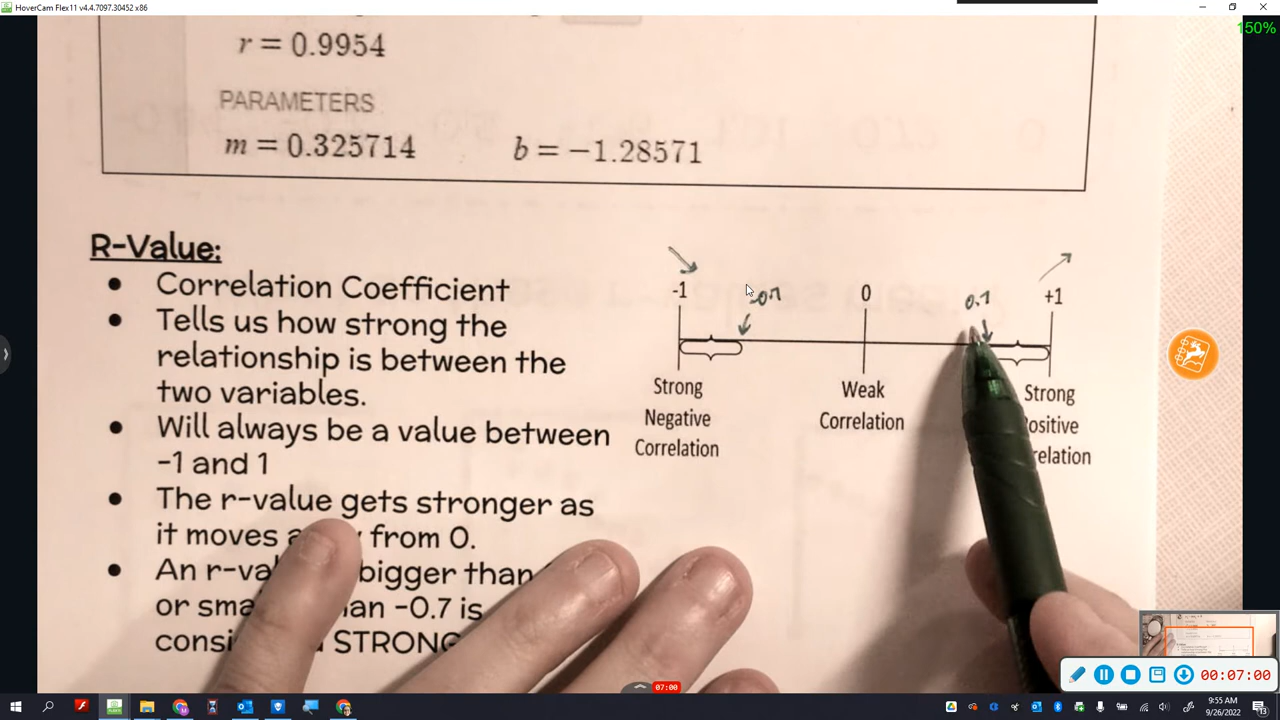 HoverCam Flex11 v4.4.7097.30452 x86
150%
r = 0.9954
PARAMETERS
m = 0.325714 b = −1.28571
R-Value:
• Correlation Coefficient
• Tells us how strong the
relationship is between the
two variables.
• Will always be a value between
-1 and 1
• The r-value gets stronger as
it moves from 0.
• An bigger than
or -0.7 is
STRONG
-1 -0.7 0 0.7 +1
Strong
Negative
Correlation
Weak
Correlation
Strong
07:00
00:07:00
9:55 AM
9/26/2022
13